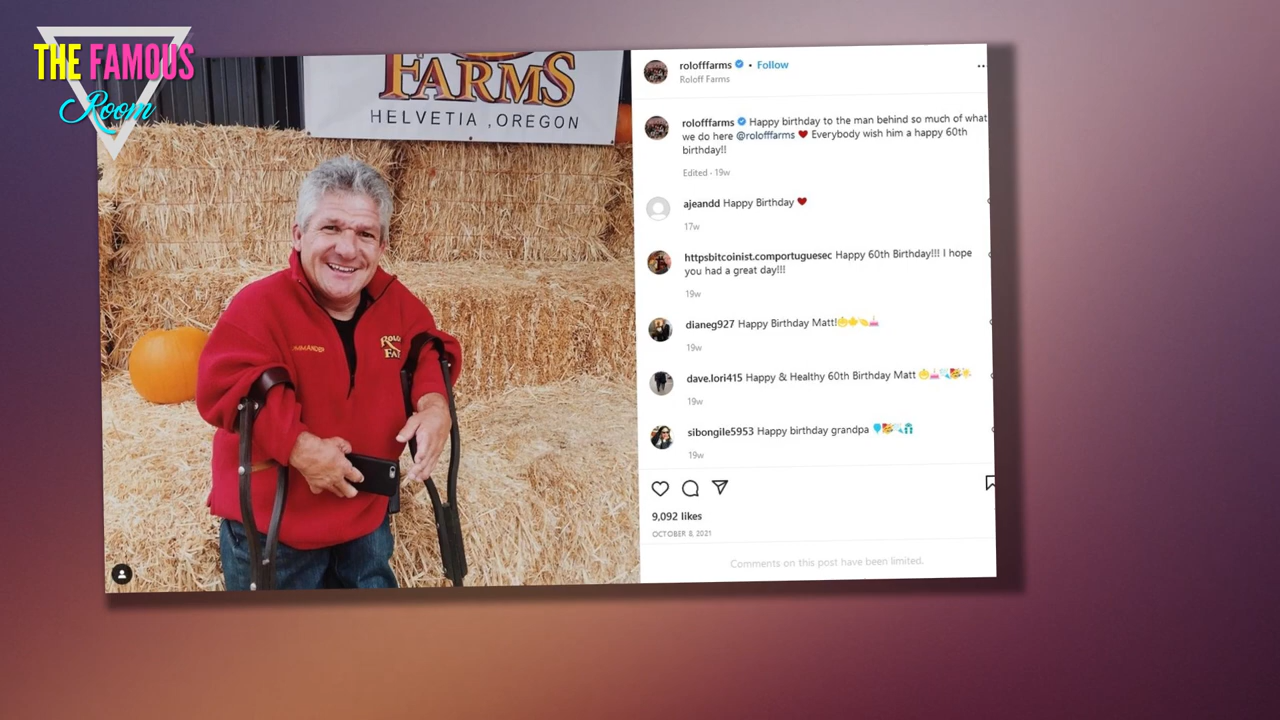 THE FAMOUS
Room
FARMS
HELVETIA ,OREGON
rolofffarms • Follow
Roloff Farms
rolofffarms Happy birthday to the man behind so much of what
we do here @rolofffarms ❤ Everybody wish him a happy 60th
birthday!!
Edited · 19w
ajeandd Happy Birthday ❤
17w
httpsbitcoinist.comportuguesec Happy 60th Birthday!!! I hope
you had a great day!!!
19w
dianeg927 Happy Birthday Matt!
19w
dave.lori415 Happy & Healthy 60th Birthday Matt
19w
sibongile5953 Happy birthday grandpa
19w
9,092 likes
OCTOBER 8, 2021
Comments on this post have been limited.